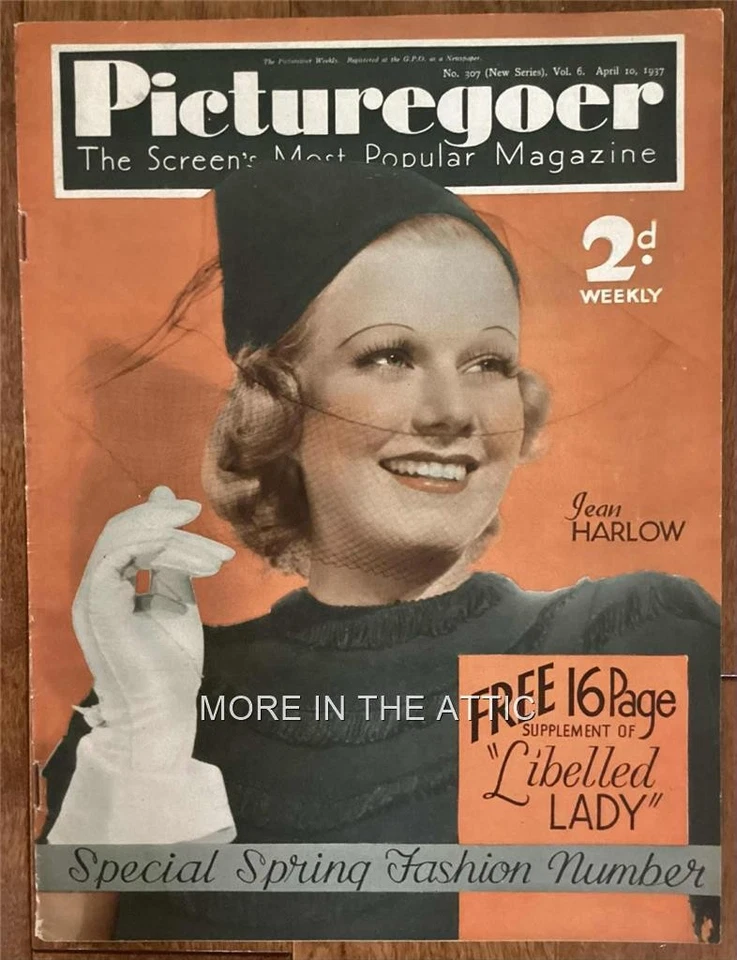 The Picturegoer Weekly. Registered at the G.P.O. as a Newspaper.
No. 307 (New Series), Vol. 6. April 10, 1937
Picturegoer
The Screen's Most Popular Magazine
2d.
WEEKLY
Jean
HARLOW
FREE 16 Page
SUPPLEMENT OF
"Libelled
LADY"
MORE IN THE ATTIC
Special Spring Fashion Number